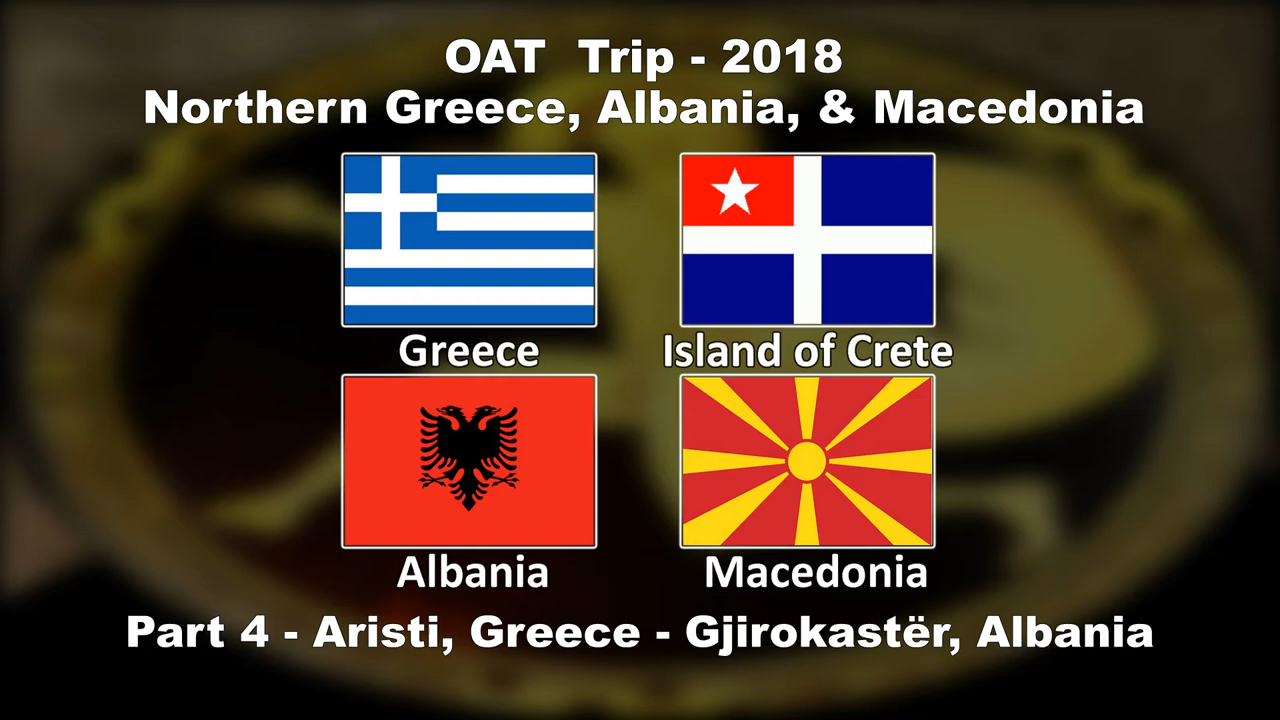 OAT Trip - 2018
Northern Greece, Albania, & Macedonia
Greece
Island of Crete
Albania
Macedonia
Part 4 - Aristi, Greece - Gjirokastër, Albania